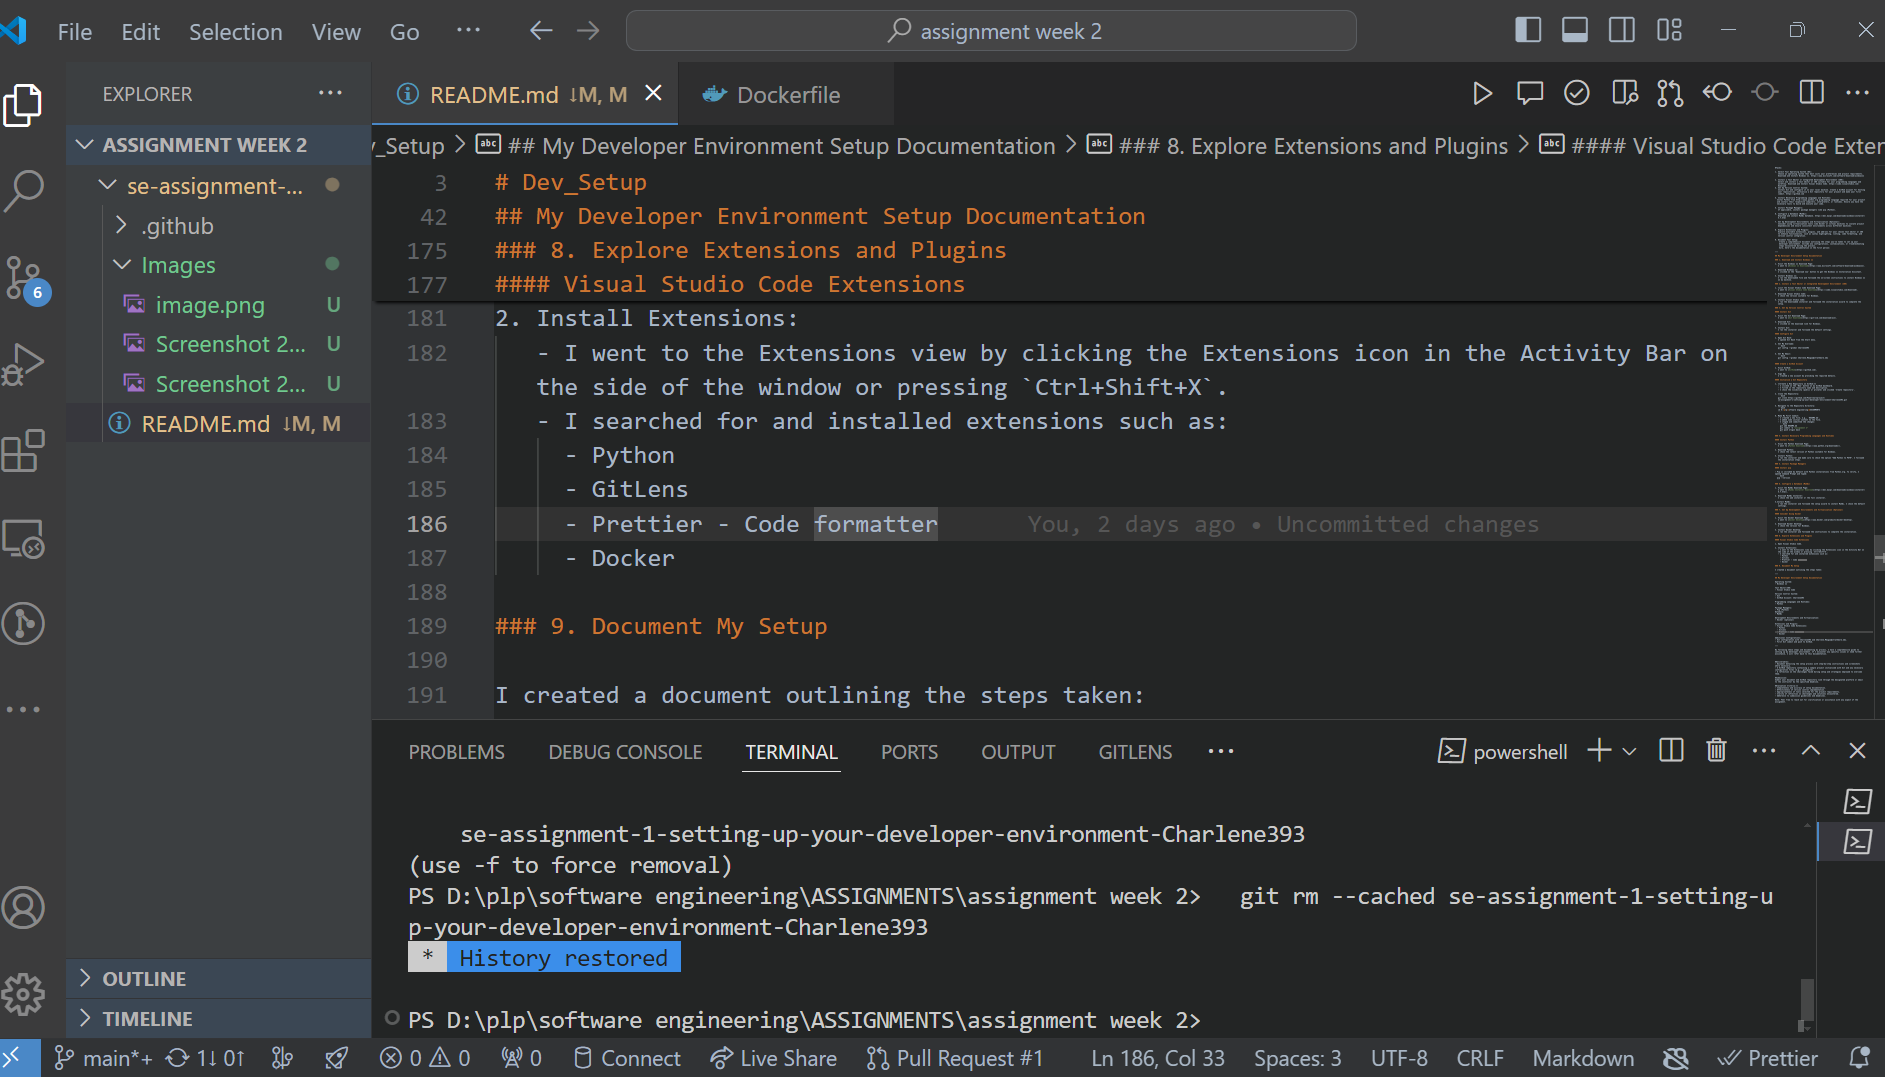 File Edit Selection View Go ··· assignment week 2
EXPLORER ···
ASSIGNMENT WEEK 2
se-assignment-...
.github
Images
image.png U
Screenshot 2... U
Screenshot 2... U
README.md ↓M, M
OUTLINE
TIMELINE
6
README.md ↓M, M
Dockerfile
_Setup > ## My Developer Environment Setup Documentation > ### 8. Explore Extensions and Plugins > #### Visual Studio Code Exter
3 # Dev_Setup
42 ## My Developer Environment Setup Documentation
175 ### 8. Explore Extensions and Plugins
177 #### Visual Studio Code Extensions
181 2. Install Extensions:
182 - I went to the Extensions view by clicking the Extensions icon in the Activity Bar on
the side of the window or pressing `Ctrl+Shift+X`.
183 - I searched for and installed extensions such as:
184 - Python
185 - GitLens
186 - Prettier - Code formatter You, 2 days ago • Uncommitted changes
187 - Docker
188
189 ### 9. Document My Setup
190
191 I created a document outlining the steps taken:
PROBLEMS DEBUG CONSOLE TERMINAL PORTS OUTPUT GITLENS ··· powershell
se-assignment-1-setting-up-your-developer-environment-Charlene393
(use -f to force removal)
PS D:\plp\software engineering\ASSIGNMENTS\assignment week 2> git rm --cached se-assignment-1-setting-u
p-your-developer-environment-Charlene393
* History restored
PS D:\plp\software engineering\ASSIGNMENTS\assignment week 2>
main*+ 1↓ 0↑ 0 0 0 Connect Live Share Pull Request #1 Ln 186, Col 33 Spaces: 3 UTF-8 CRLF Markdown Prettier